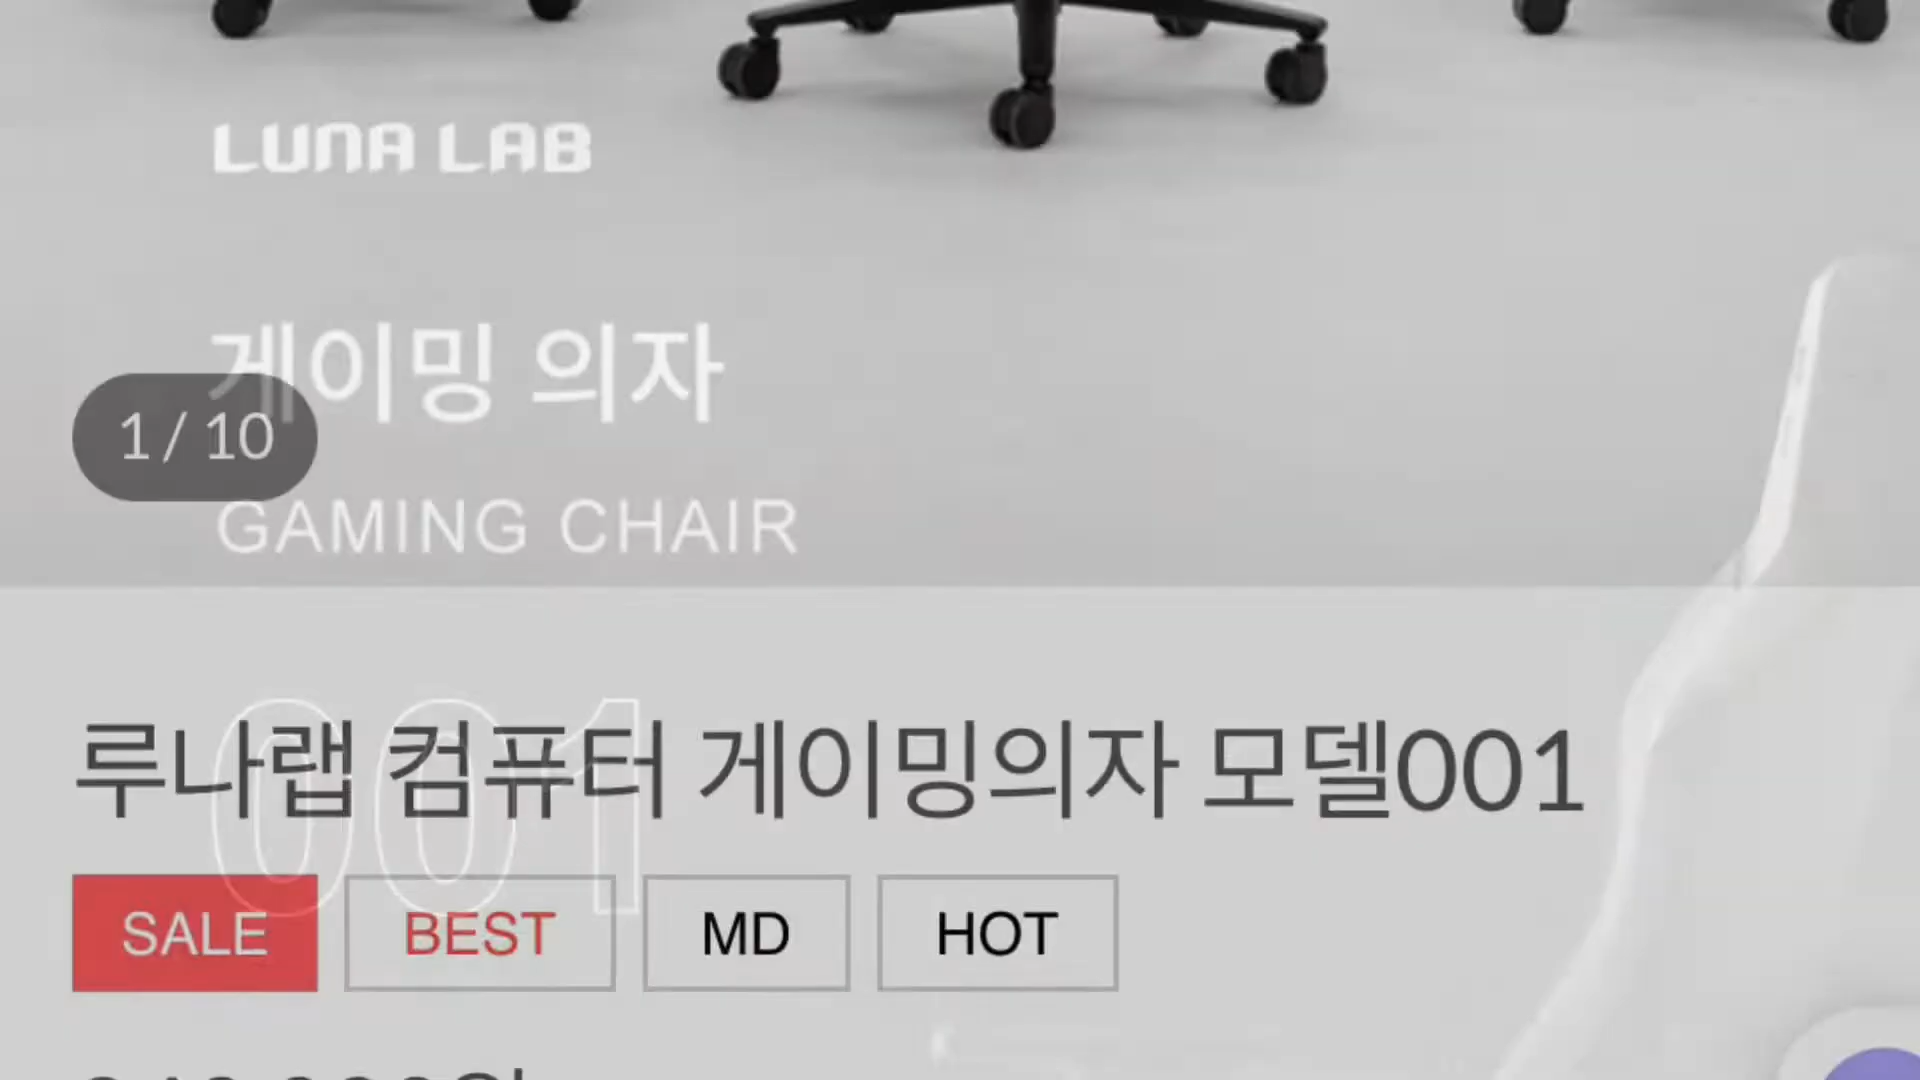 LUNA LAB
게이밍 의자
1 / 10
GAMING CHAIR
001
루나랩 컴퓨터 게이밍의자 모델001
SALE BEST MD HOT